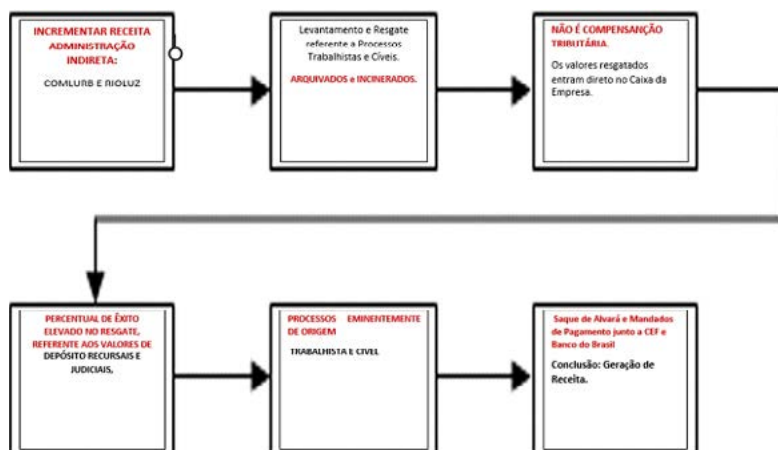 INCREMENTAR RECEITA
ADMINISTRAÇÃO
INDIRETA:
COMLURB E RIOLUZ
Levantamento e Resgate
referente a Processos
Trabalhistas e Cíveis.
ARQUIVADOS e INCINERADOS.
NÃO É COMPENSANÇÃO
TRIBUTÁRIA.
Os valores resgatados
entram direto no Caixa da
Empresa.
PERCENTUAL DE ÊXITO
ELEVADO NO RESGATE,
REFERENTE AOS VALORES DE
DEPÓSITO RECURSAIS E
JUDICIAIS,
PROCESSOS EMINENTEMENTE
DE ORIGEM
TRABALHISTA E CIVEL
Saque de Alvará e Mandados
de Pagamento junto a CEF e
Banco do Brasil
Conclusão: Geração de
Receita.